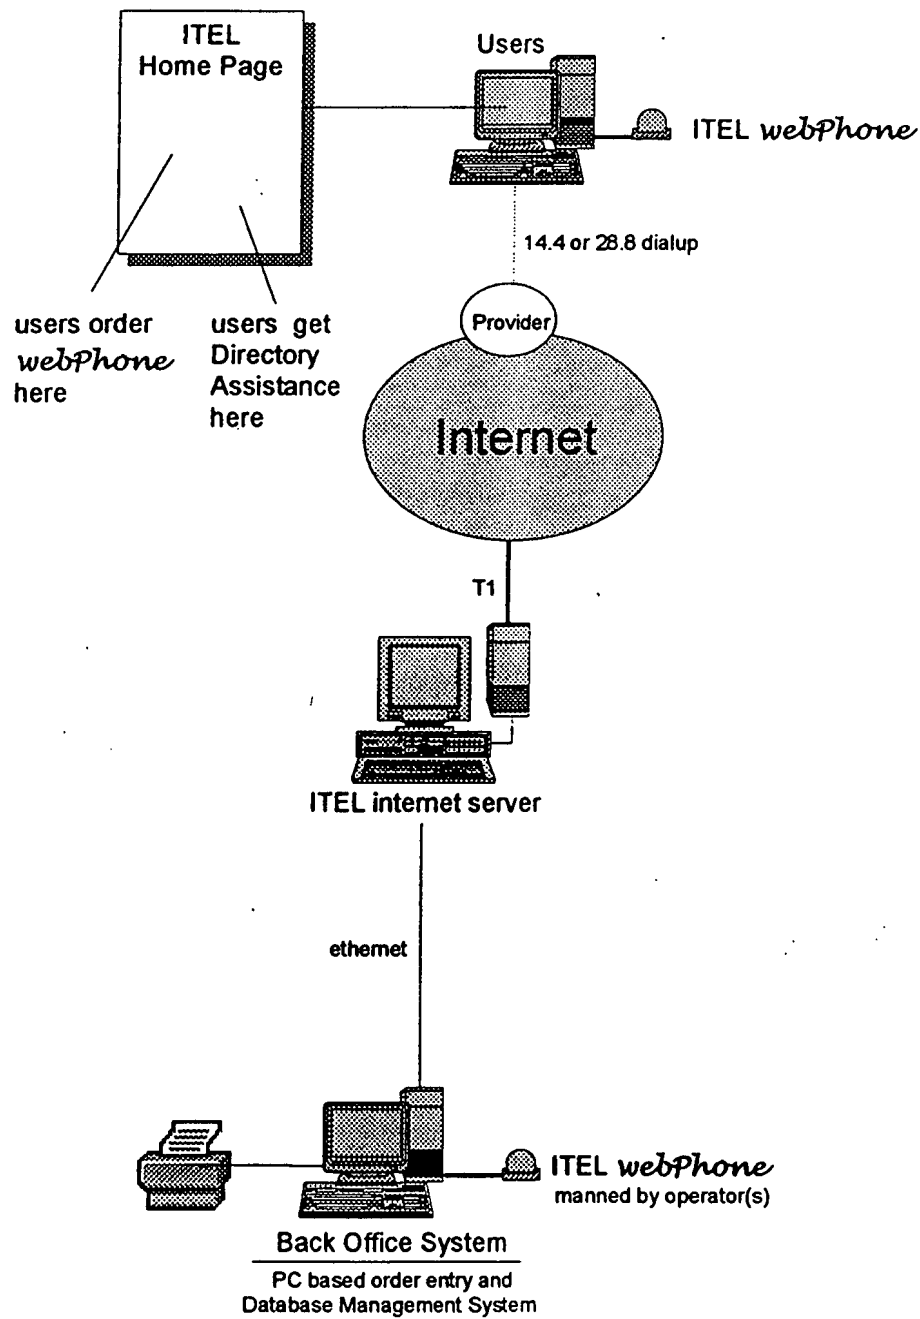 ITEL
Home Page
Users
ITEL webPhone
14.4 or 28.8 dialup
users order
webPhone
here
users get
Directory
Assistance
here
Provider
Internet
T1
ITEL internet server
ethernet
ITEL webPhone
manned by operator(s)
Back Office System
PC based order entry and
Database Management System